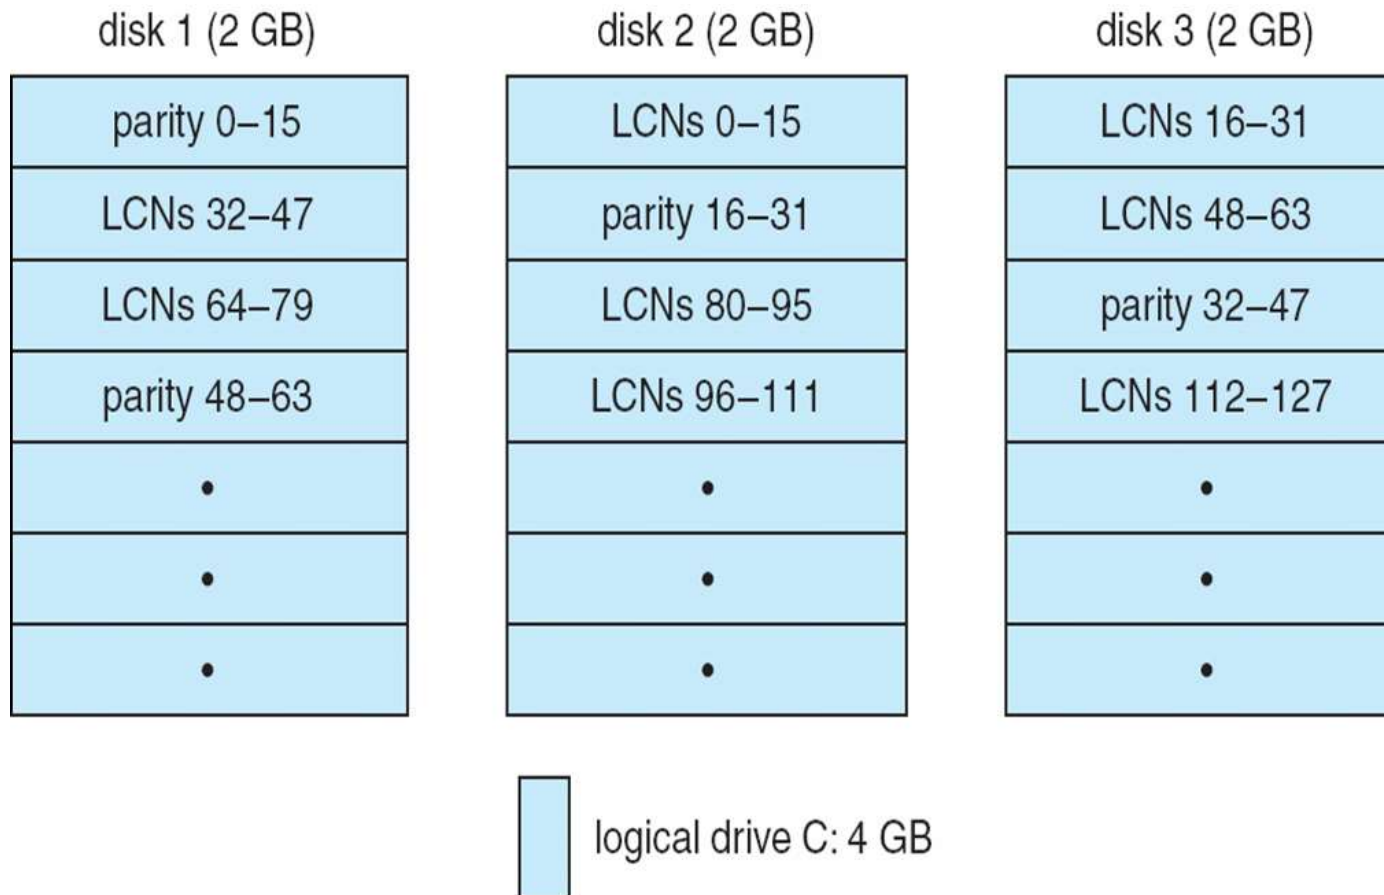 disk 1 (2 GB)
disk 2 (2 GB)
disk 3 (2 GB)
parity 0–15
LCNs 0–15
LCNs 16–31
LCNs 32–47
parity 16–31
LCNs 48–63
LCNs 64–79
LCNs 80–95
parity 32–47
parity 48–63
LCNs 96–111
LCNs 112–127
logical drive C: 4 GB